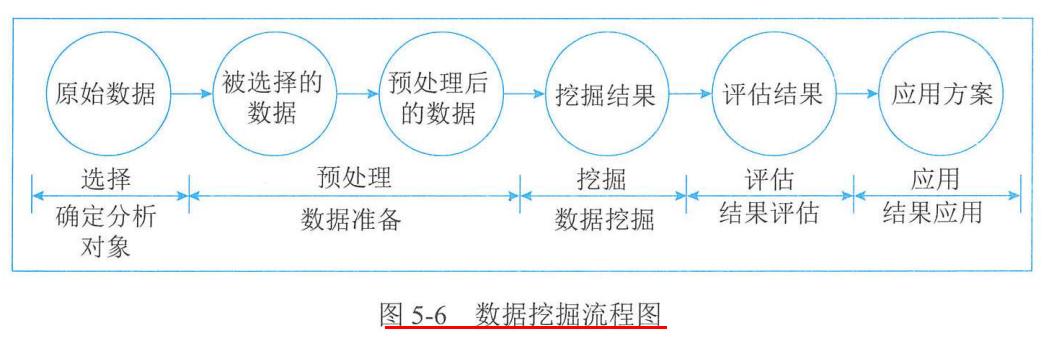 原始数据
被选择的
数据
预处理后
的数据
挖掘结果
评估结果
应用方案
选择
预处理
挖掘
评估
应用
确定分析
对象
数据准备
数据挖掘
结果评估
结果应用
图 5-6 数据挖掘流程图